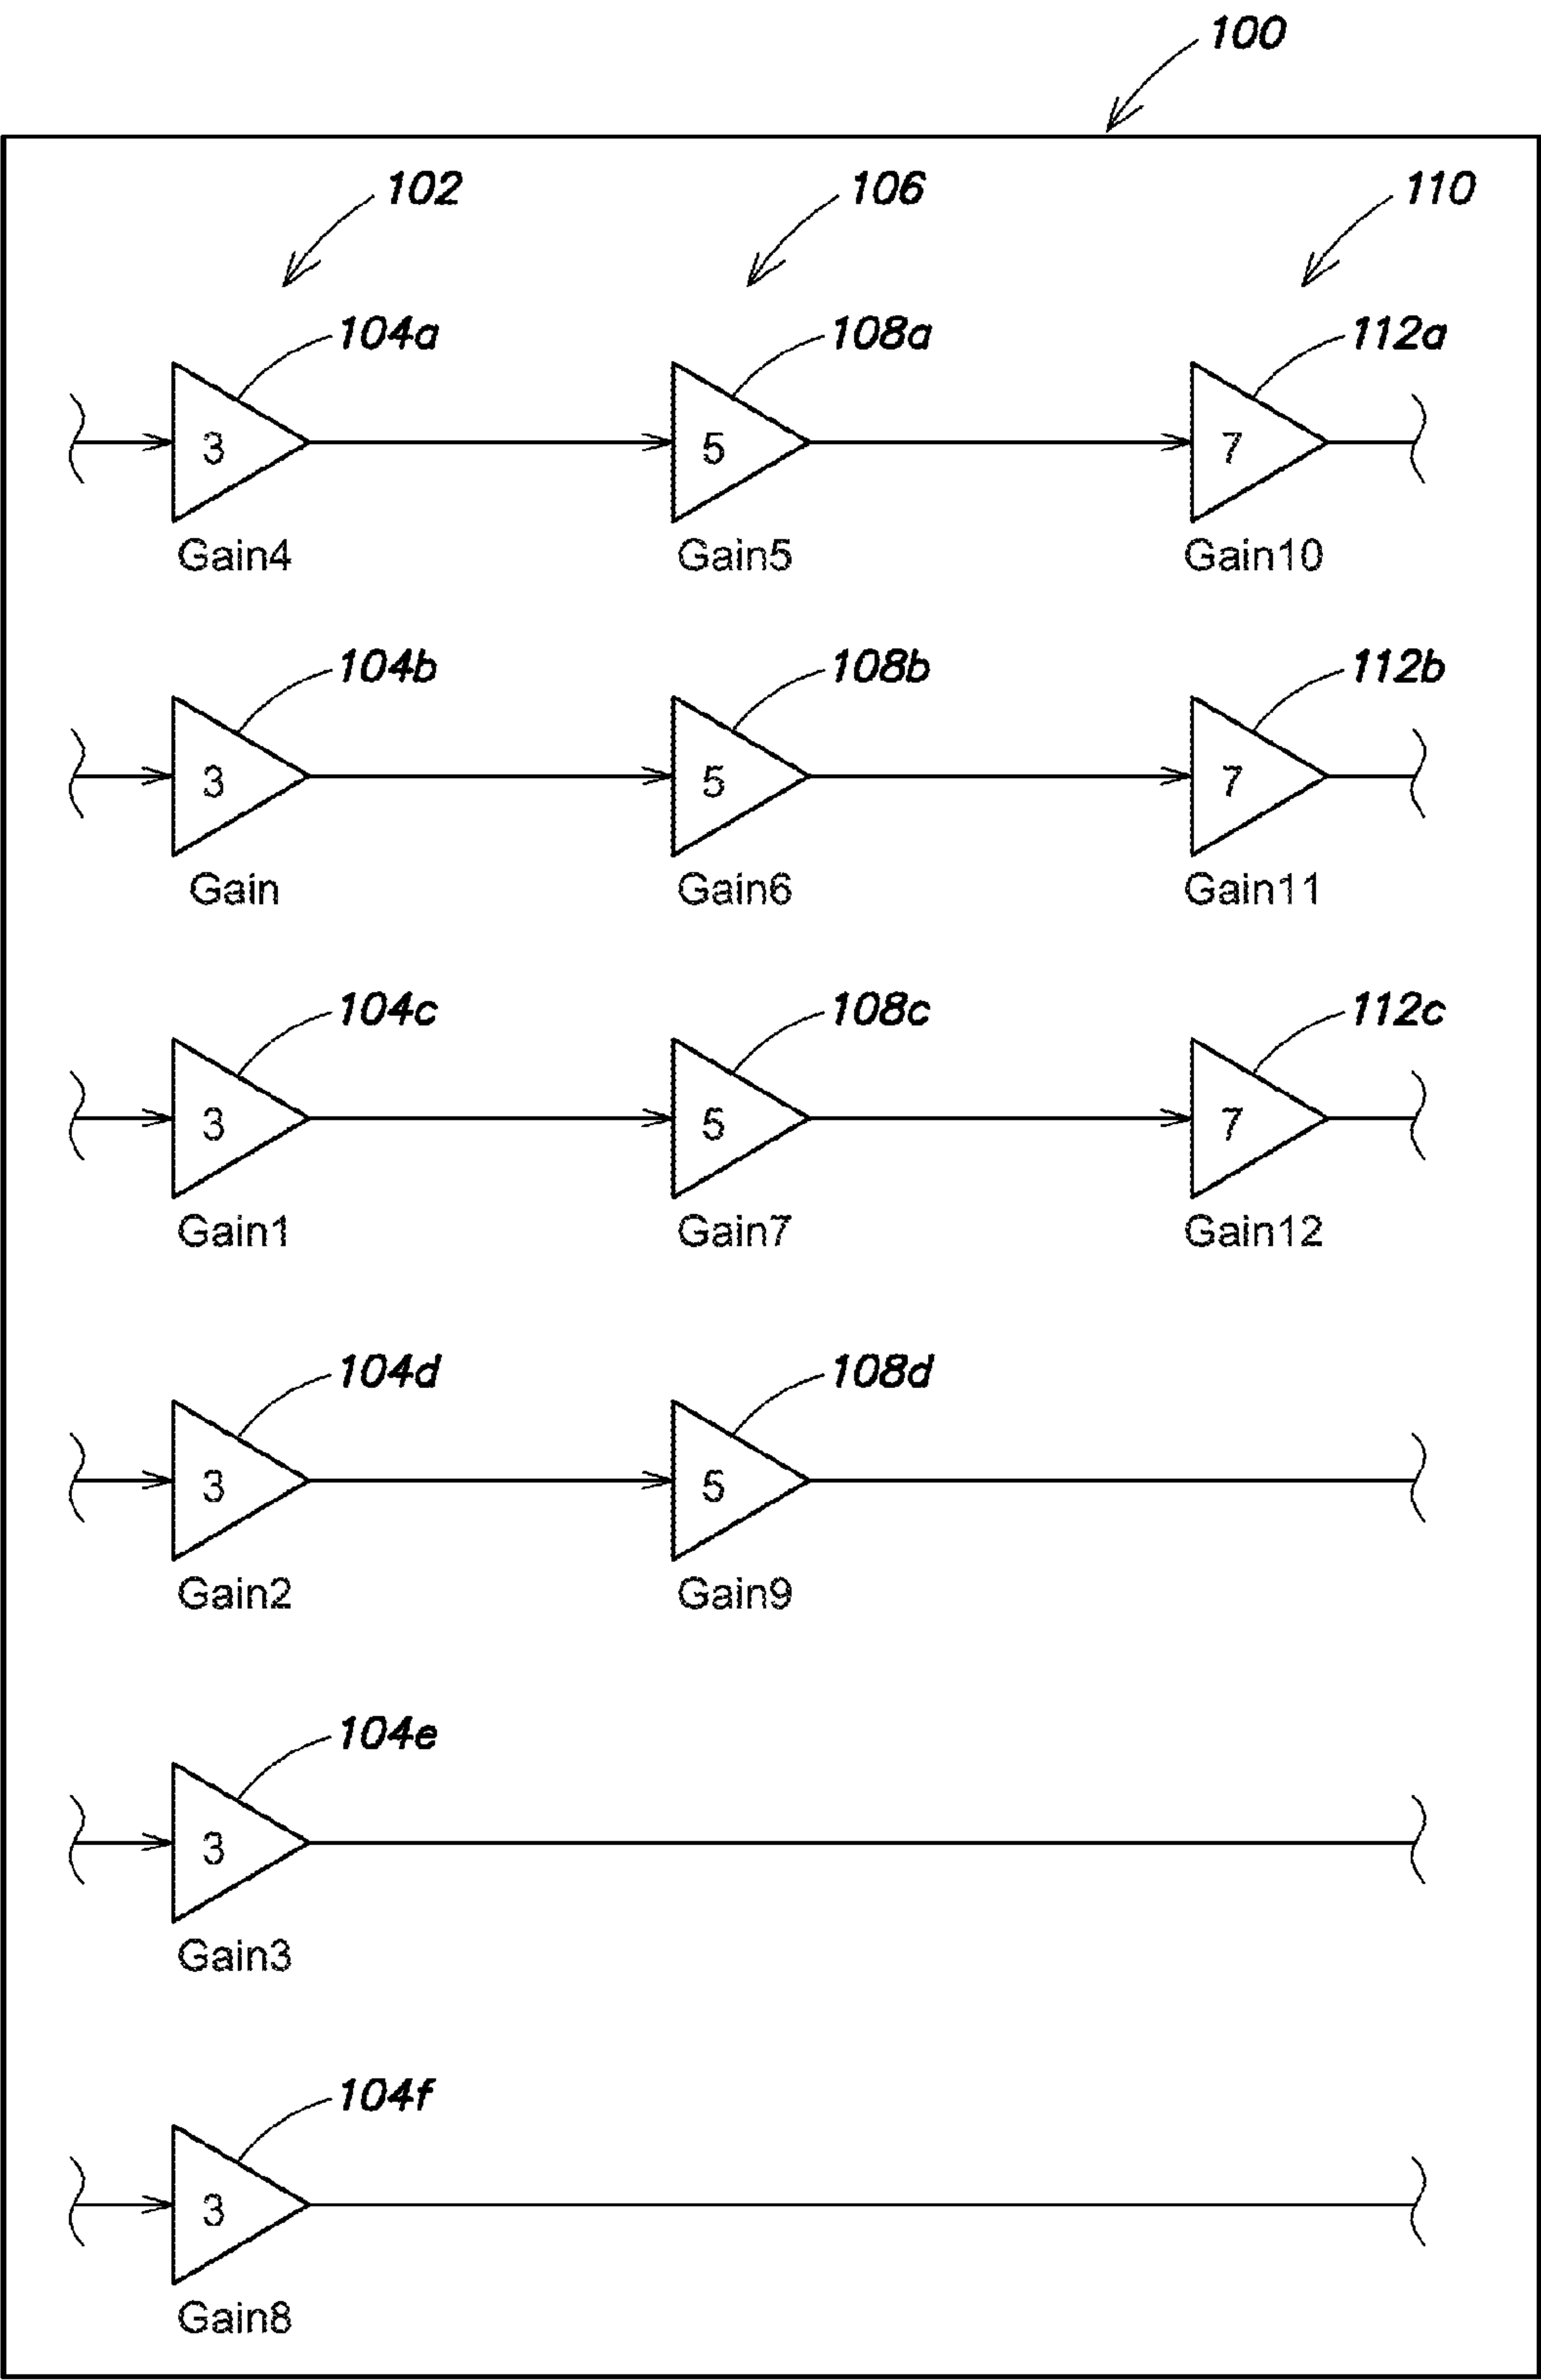 100
102 106 110
104a 108a 112a
3 5 7
Gain4 Gain5 Gain10
104b 108b 112b
3 5 7
Gain Gain6 Gain11
104c 108c 112c
3 5 7
Gain1 Gain7 Gain12
104d 108d
3 5
Gain2 Gain9
104e
3
Gain3
104f
3
Gain8